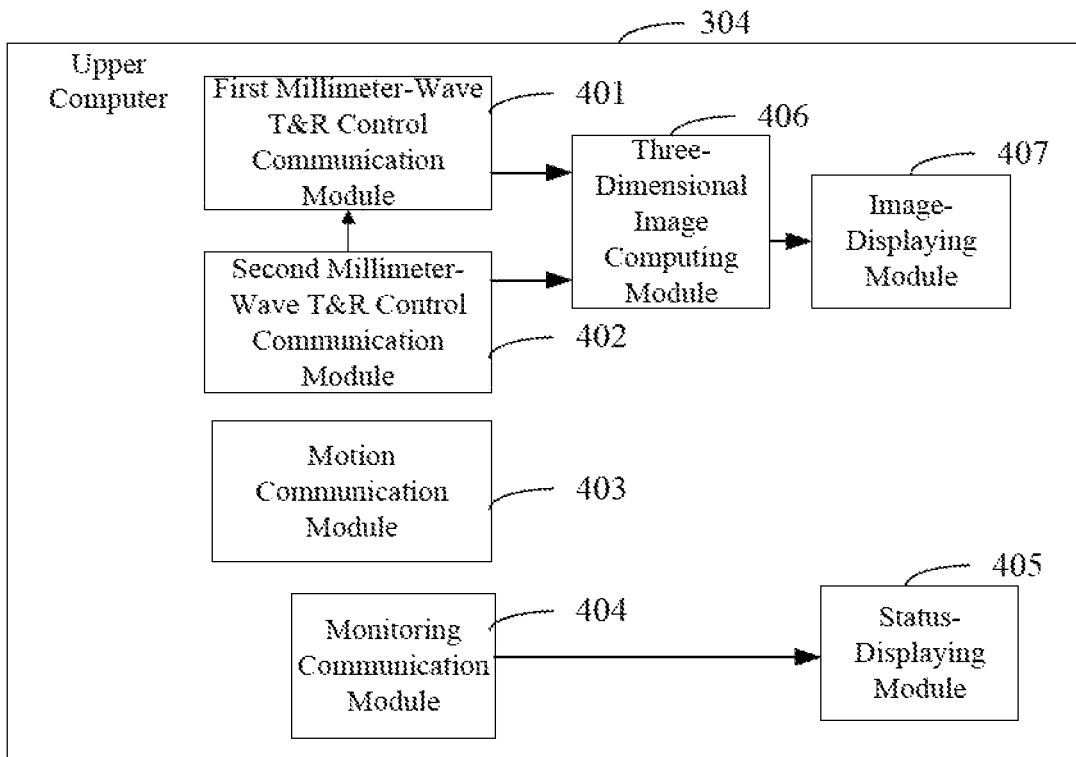 304
Upper
Computer
First Millimeter-Wave
T&R Control
Communication
Module
401
406
Three-
Dimensional
Image
Computing
Module
407
Image-
Displaying
Module
Second Millimeter-
Wave T&R Control
Communication
Module
402
Motion
Communication
Module
403
405
Monitoring
Communication
Module
404
Status-
Displaying
Module